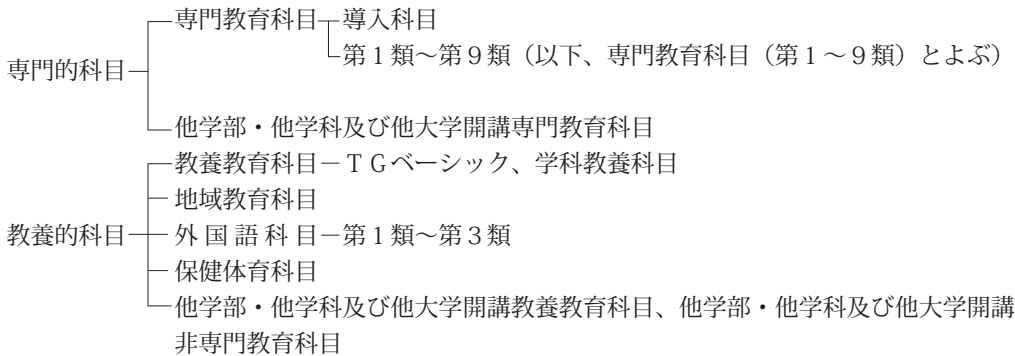 専門教育科目 導入科目
第１類～第９類（以下、専門教育科目（第１～９類）とよぶ）
専門的科目
他学部・他学科及び他大学開講専門教育科目
教養教育科目－ＴＧベーシック、学科教養科目
地域教育科目
教養的科目 外国語科目－第１類～第３類
保健体育科目
他学部・他学科及び他大学開講教養教育科目、他学部・他学科及び他大学開講
非専門教育科目